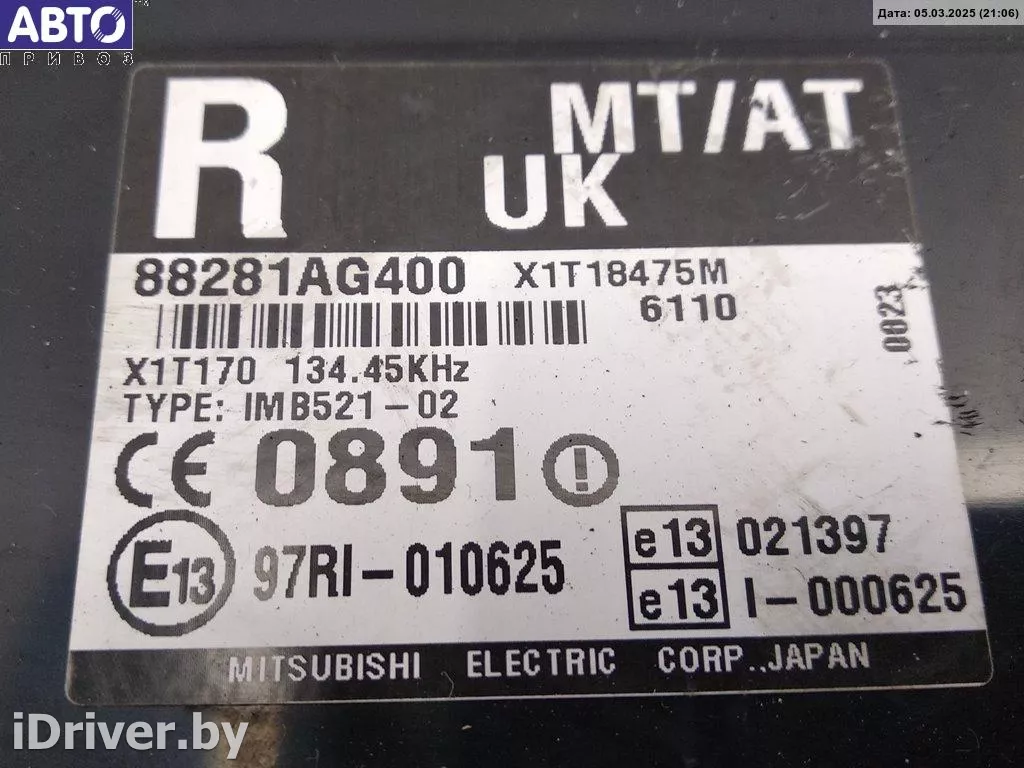 АВТО
ПРИВОЗ
Дата: 05.03.2025 (21:06)
R MT/AT
UK
88281AG400 X1T18475M
6110
0023
X1T170 134.45KHz
TYPE: IMB521-02
CE 0891
E13 97RI-010625
e13 021397
e13 I-000625
MITSUBISHI ELECTRIC CORP.,JAPAN
iDriver.by